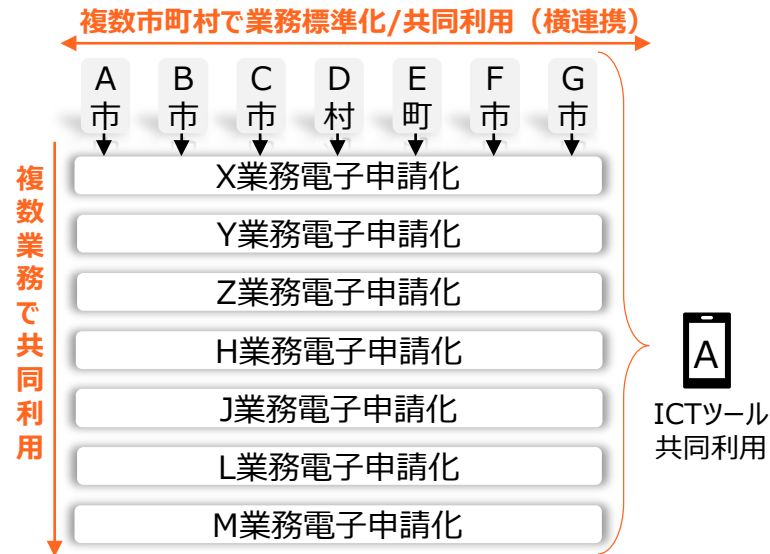 複数市町村で業務標準化/共同利用（横連携）
A市
B市
C市
D村
E町
F市
G市
複数業務で共同利用
X業務電子申請化
Y業務電子申請化
Z業務電子申請化
H業務電子申請化
J業務電子申請化
L業務電子申請化
M業務電子申請化
A
ICTツール
共同利用